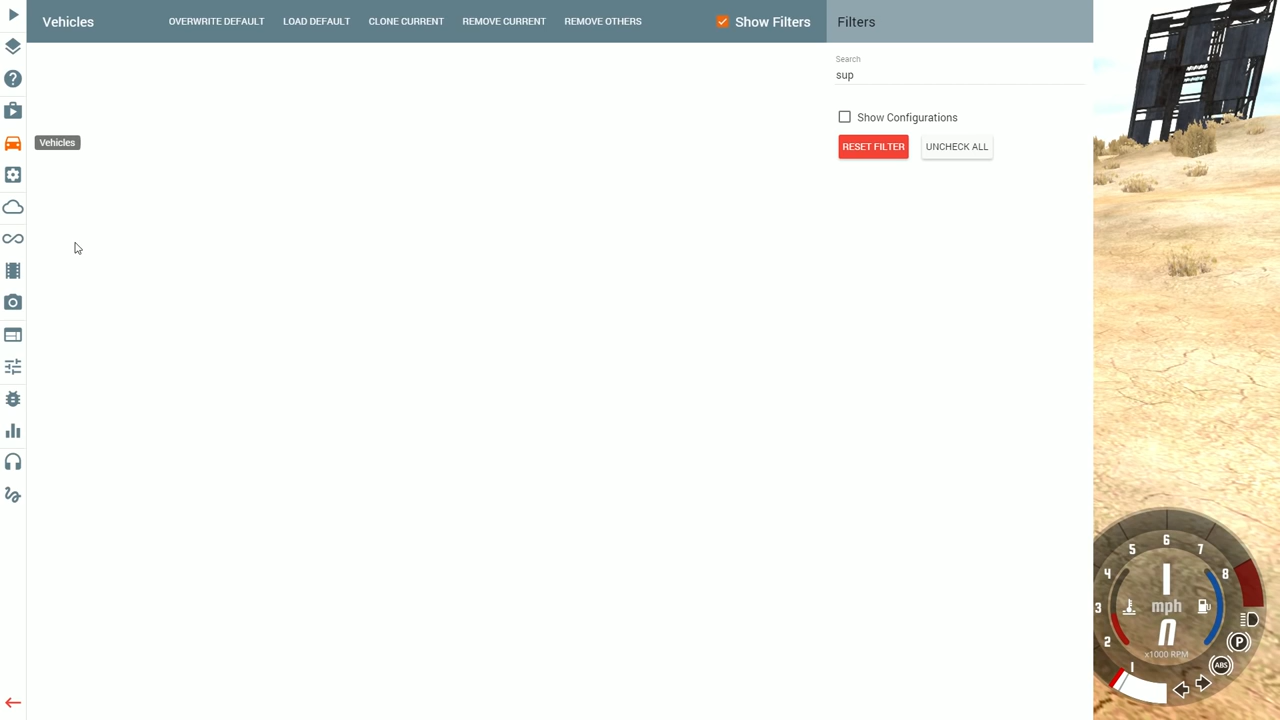 Vehicles
OVERWRITE DEFAULT
LOAD DEFAULT
CLONE CURRENT
REMOVE CURRENT
REMOVE OTHERS
Show Filters
Filters
Search
sup
Show Configurations
RESET FILTER
UNCHECK ALL
Vehicles
1
2
3
4
5
6
7
8
mph
x1000 RPM
P
ABS